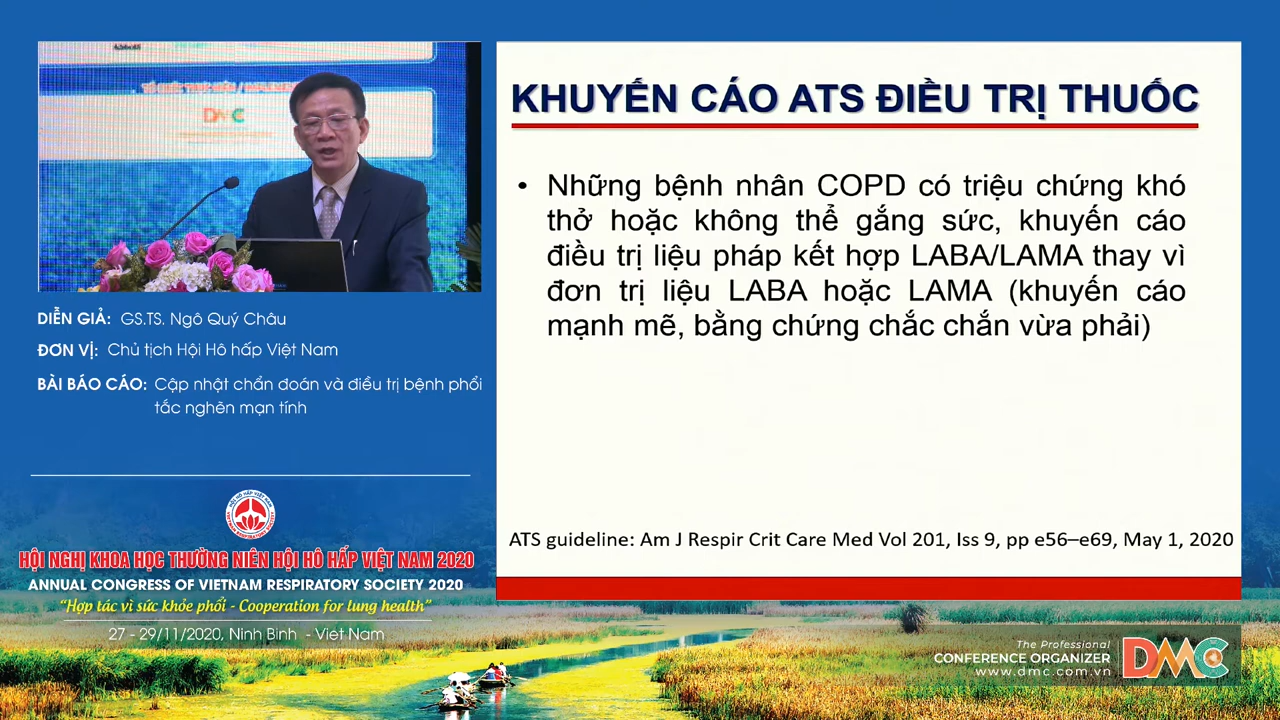 DMC
DIỄN GIẢ: GS.TS. Ngô Quý Châu
ĐƠN VỊ: Chủ tịch Hội Hô hấp Việt Nam
BÀI BÁO CÁO: Cập nhật chẩn đoán và điều trị bệnh phổi
tắc nghẽn mạn tính
HỘI HÔ HẤP VIỆT NAM
HỘI NGHỊ KHOA HỌC THƯỜNG NIÊN HỘI HÔ HẤP VIỆT NAM 2020
ANNUAL CONGRESS OF VIETNAM RESPIRATORY SOCIETY 2020
“Hợp tác vì sức khỏe phổi - Cooperation for lung health”
27 - 29/11/2020, Ninh Bình - Việt Nam
KHUYẾN CÁO ATS ĐIỀU TRỊ THUỐC
• Những bệnh nhân COPD có triệu chứng khó
thở hoặc không thể gắng sức, khuyến cáo
điều trị liệu pháp kết hợp LABA/LAMA thay vì
đơn trị liệu LABA hoặc LAMA (khuyến cáo
mạnh mẽ, bằng chứng chắc chắn vừa phải)
ATS guideline: Am J Respir Crit Care Med Vol 201, Iss 9, pp e56–e69, May 1, 2020
The Professional
CONFERENCE ORGANIZER
www.dmc.com.vn
DMC